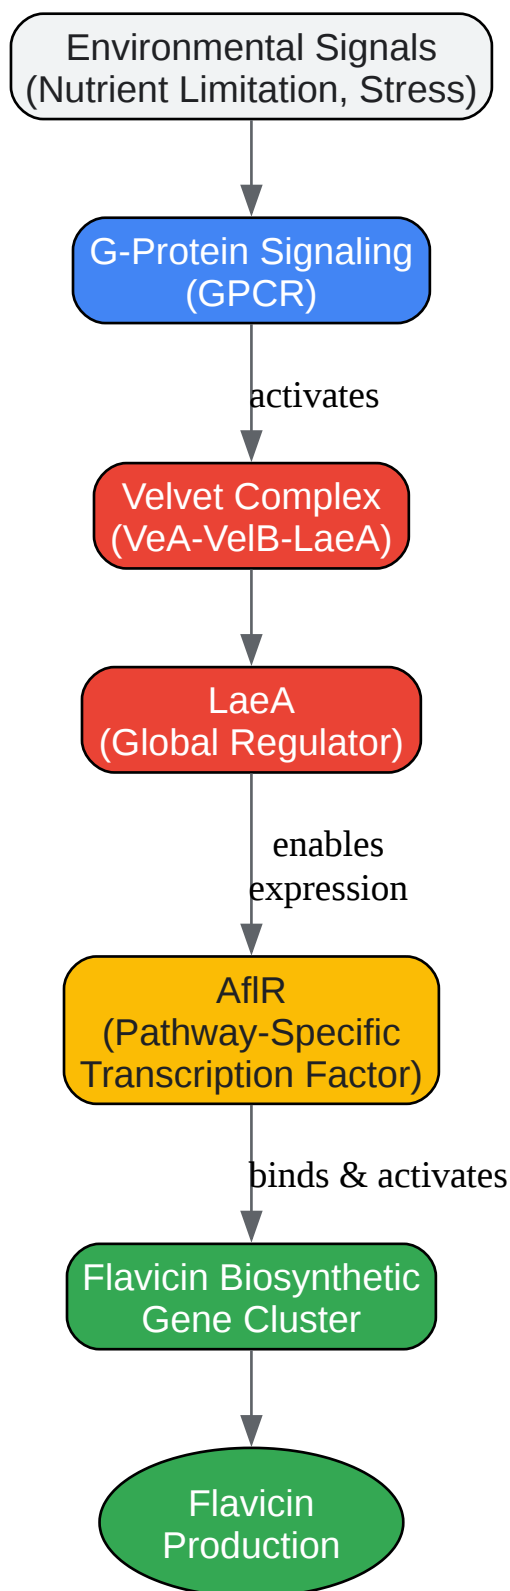 Environmental Signals
(Nutrient Limitation, Stress)
G-Protein Signaling
(GPCR)
activates
Velvet Complex
(VeA-VelB-LaeA)
LaeA
(Global Regulator)
enables
expression
AflR
(Pathway-Specific
Transcription Factor)
binds & activates
Flavicin Biosynthetic
Gene Cluster
Flavicin
Production